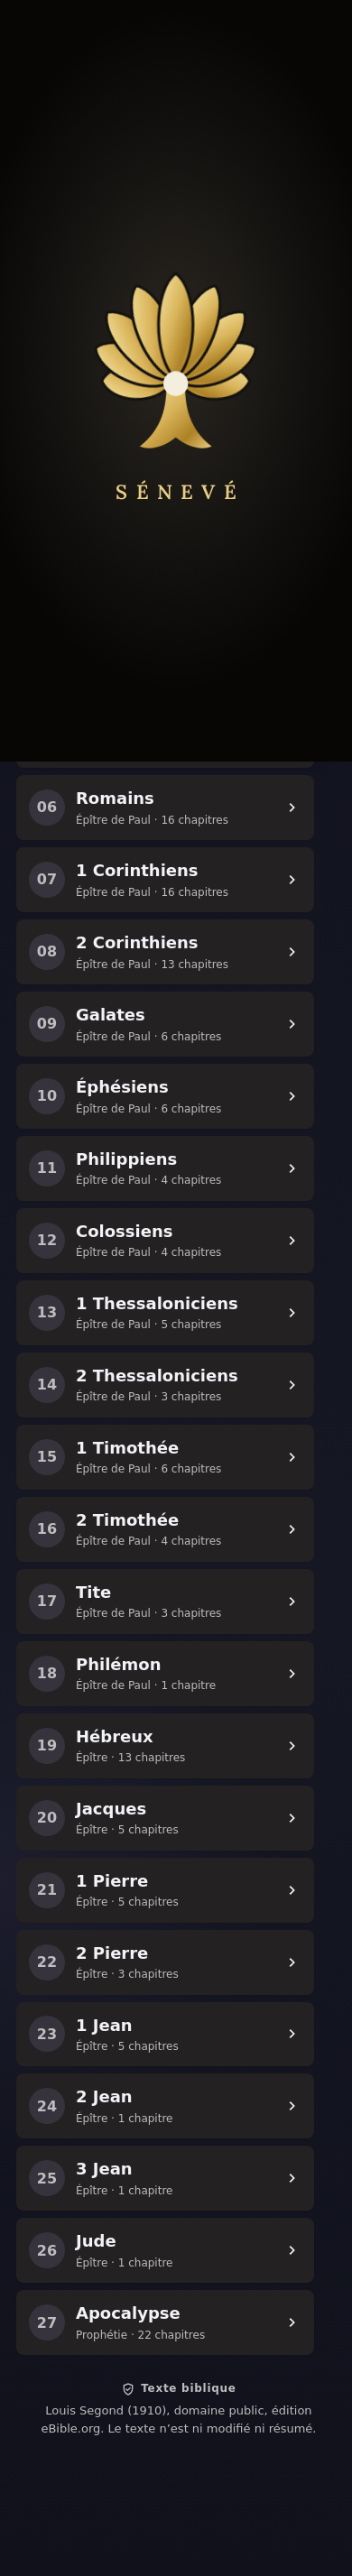 SÉNEVÉ
06
Romains
Épître de Paul · 16 chapitres
07
1 Corinthiens
Épître de Paul · 16 chapitres
08
2 Corinthiens
Épître de Paul · 13 chapitres
09
Galates
Épître de Paul · 6 chapitres
10
Éphésiens
Épître de Paul · 6 chapitres
11
Philippiens
Épître de Paul · 4 chapitres
12
Colossiens
Épître de Paul · 4 chapitres
13
1 Thessaloniciens
Épître de Paul · 5 chapitres
14
2 Thessaloniciens
Épître de Paul · 3 chapitres
15
1 Timothée
Épître de Paul · 6 chapitres
16
2 Timothée
Épître de Paul · 4 chapitres
17
Tite
Épître de Paul · 3 chapitres
18
Philémon
Épître de Paul · 1 chapitre
19
Hébreux
Épître · 13 chapitres
20
Jacques
Épître · 5 chapitres
21
1 Pierre
Épître · 5 chapitres
22
2 Pierre
Épître · 3 chapitres
23
1 Jean
Épître · 5 chapitres
24
2 Jean
Épître · 1 chapitre
25
3 Jean
Épître · 1 chapitre
26
Jude
Épître · 1 chapitre
27
Apocalypse
Prophétie · 22 chapitres
Texte biblique
Louis Segond (1910), domaine public, édition
eBible.org. Le texte n’est ni modifié ni résumé.